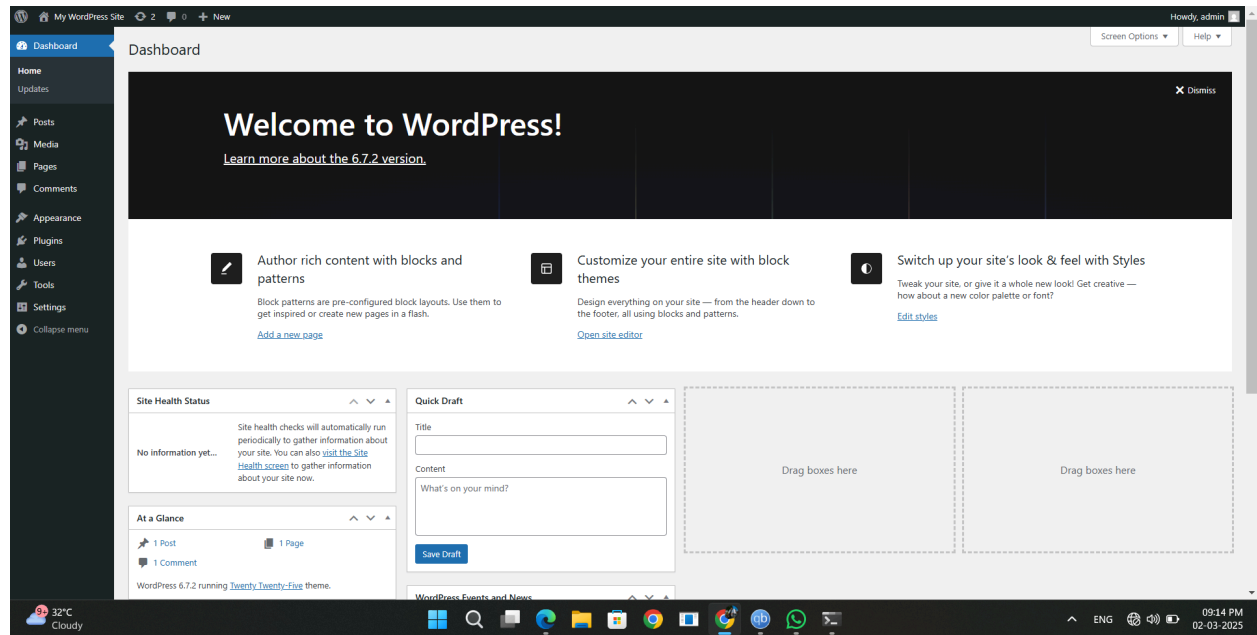 My WordPress Site 2 0 New Howdy, admin
Dashboard
Home
Updates
Posts
Media
Pages
Comments
Appearance
Plugins
Users
Tools
Settings
Collapse menu
Dashboard
Screen Options ▼ Help ▼
Dismiss
Welcome to WordPress!
Learn more about the 6.7.2 version.
Author rich content with blocks and
patterns
Block patterns are pre-configured block layouts. Use them to
get inspired or create new pages in a flash.
Add a new page
Customize your entire site with block
themes
Design everything on your site — from the header down to
the footer, all using blocks and patterns.
Open site editor
Switch up your site's look & feel with Styles
Tweak your site, or give it a whole new look! Get creative —
how about a new color palette or font?
Edit styles
Site Health Status
No information yet...
Site health checks will automatically run
periodically to gather information about
your site. You can also visit the Site
Health screen to gather information
about your site now.
At a Glance
1 Post 1 Page
1 Comment
WordPress 6.7.2 running Twenty Twenty-Five theme.
Quick Draft
Title
Content
What's on your mind?
Save Draft
WordPress Events and News
Drag boxes here
Drag boxes here
9+ 32°C
Cloudy
qb
ENG
09:14 PM
02-03-2025